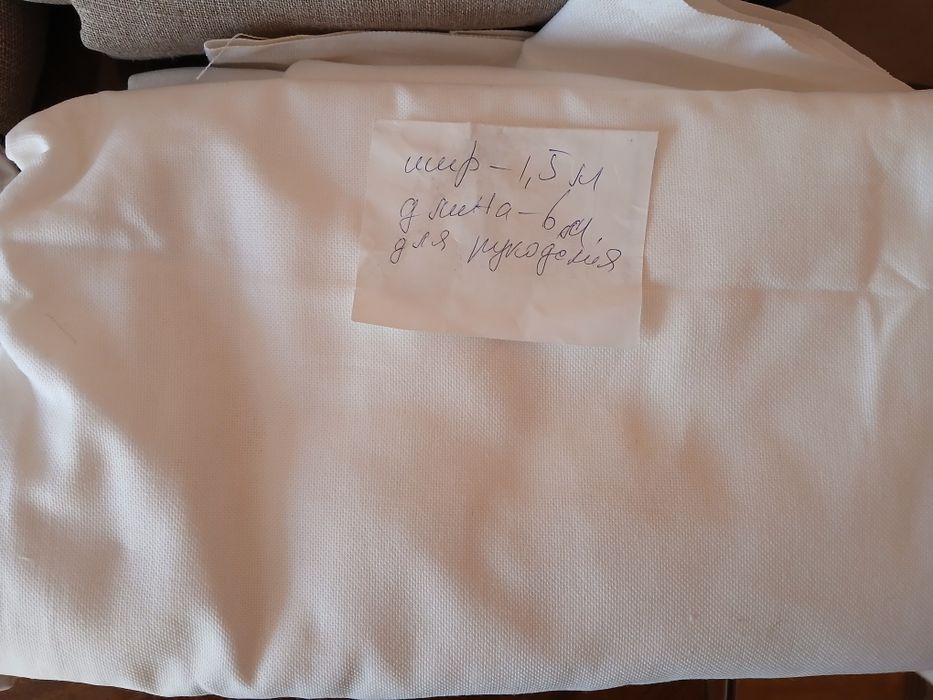 шир – 1,5 м
длина – 6 м,
для рукоделия